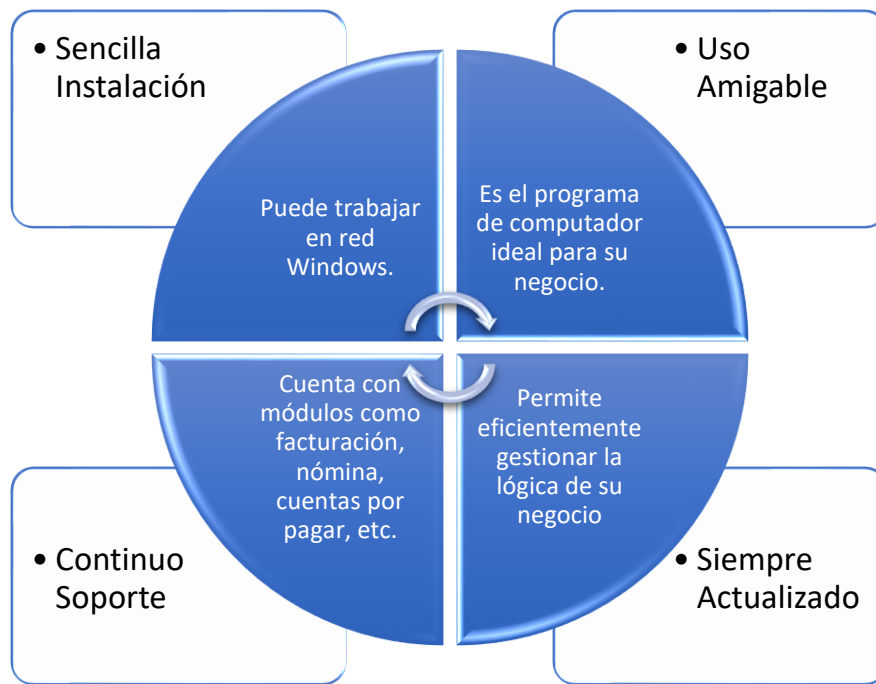 • Sencilla
Instalación
• Uso
Amigable
Puede trabajar
en red
Windows.
Es el programa
de computador
ideal para su
negocio.
Cuenta con
módulos como
facturación,
nómina,
cuentas por
pagar, etc.
Permite
eficientemente
gestionar la
lógica de su
negocio
• Continuo
Soporte
• Siempre
Actualizado